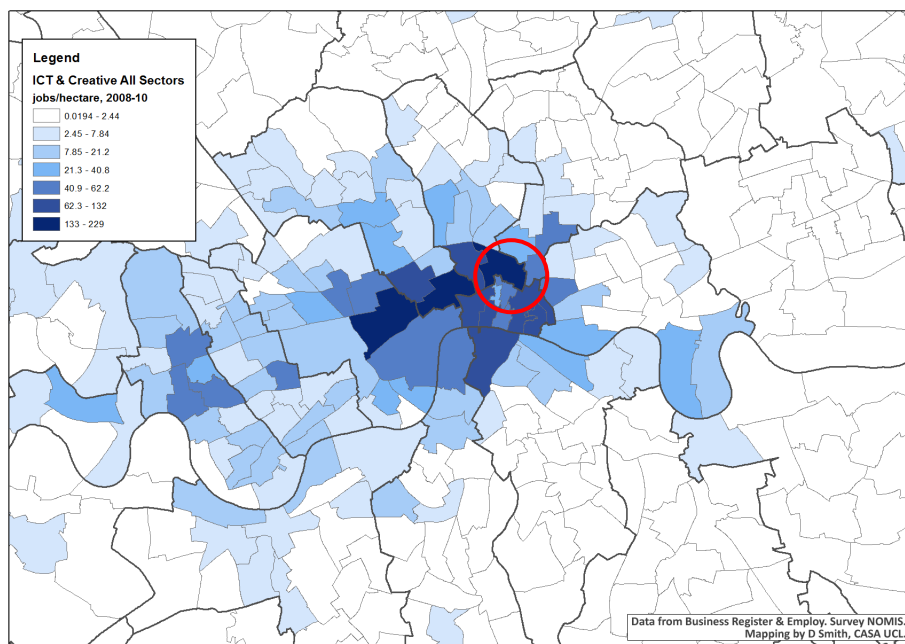 Legend
ICT & Creative All Sectors
jobs/hectare, 2008-10
0.0194 - 2.44
2.45 - 7.84
7.85 - 21.2
21.3 - 40.8
40.9 - 62.2
62.3 - 132
133 - 229
Data from Business Register & Employ. Survey NOMIS.
Mapping by D Smith, CASA UCL.